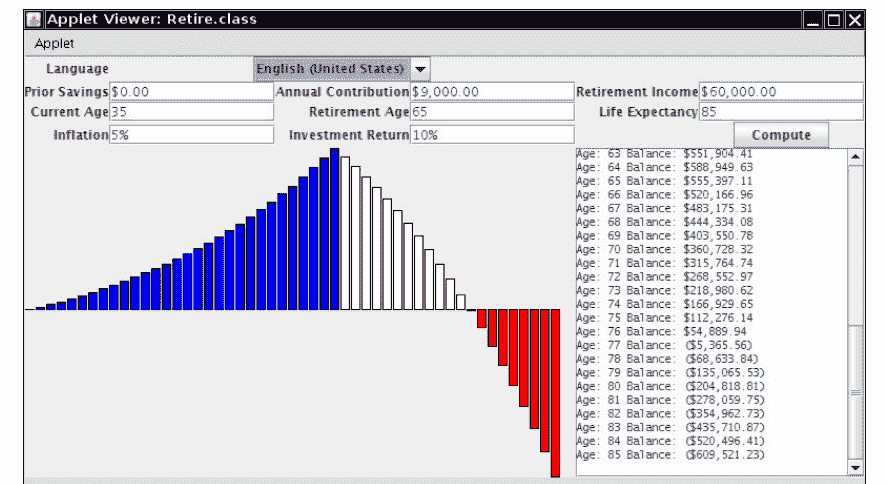 Applet Viewer: Retire.class
Applet
Language English (United States)
Prior Savings $0.00 Annual Contribution $9,000.00 Retirement Income $60,000.00
Current Age 35 Retirement Age 65 Life Expectancy 85
Inflation 5% Investment Return 10% Compute
Age: 63 Balance: $551,904.41
Age: 64 Balance: $588,949.63
Age: 65 Balance: $555,397.11
Age: 66 Balance: $520,166.96
Age: 67 Balance: $483,175.31
Age: 68 Balance: $444,334.08
Age: 69 Balance: $403,550.78
Age: 70 Balance: $360,728.32
Age: 71 Balance: $315,764.74
Age: 72 Balance: $268,552.97
Age: 73 Balance: $218,980.62
Age: 74 Balance: $166,929.65
Age: 75 Balance: $112,276.14
Age: 76 Balance: $54,889.94
Age: 77 Balance: ($5,365.56)
Age: 78 Balance: ($68,633.84)
Age: 79 Balance: ($135,065.53)
Age: 80 Balance: ($204,818.81)
Age: 81 Balance: ($278,059.75)
Age: 82 Balance: ($354,962.73)
Age: 83 Balance: ($435,710.87)
Age: 84 Balance: ($520,496.41)
Age: 85 Balance: ($609,521.23)